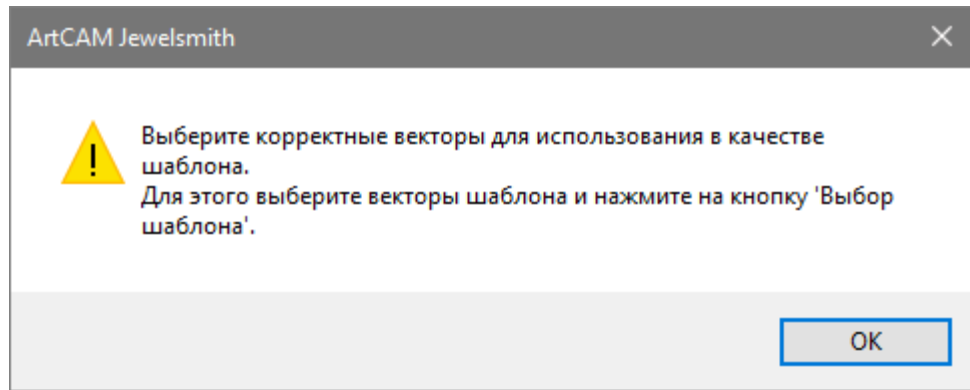 ArtCAM Jewelsmith
Выберите корректные векторы для использования в качестве
шаблона.
Для этого выберите векторы шаблона и нажмите на кнопку 'Выбор
шаблона'.
OK